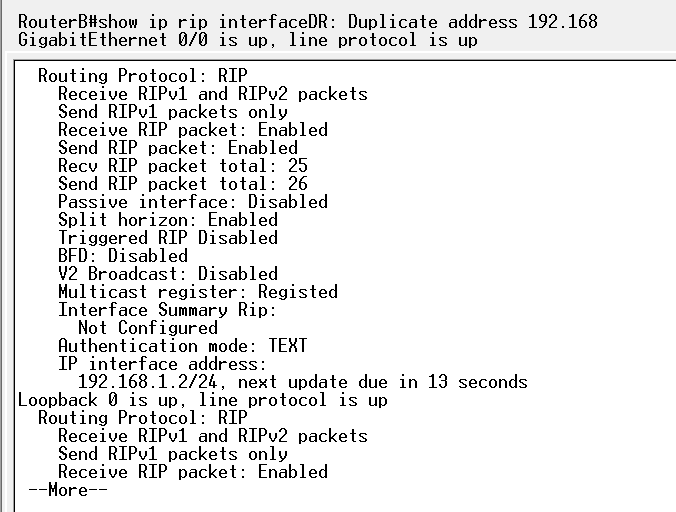 RouterB#show ip rip interfaceDR: Duplicate address 192.168
GigabitEthernet 0/0 is up, line protocol is up
Routing Protocol: RIP
Receive RIPv1 and RIPv2 packets
Send RIPv1 packets only
Receive RIP packet: Enabled
Send RIP packet: Enabled
Recv RIP packet total: 25
Send RIP packet total: 26
Passive interface: Disabled
Split horizon: Enabled
Triggered RIP Disabled
BFD: Disabled
V2 Broadcast: Disabled
Multicast register: Registed
Interface Summary Rip:
Not Configured
Authentication mode: TEXT
IP interface address:
192.168.1.2/24, next update due in 13 seconds
Loopback 0 is up, line protocol is up
Routing Protocol: RIP
Receive RIPv1 and RIPv2 packets
Send RIPv1 packets only
Receive RIP packet: Enabled
--More--